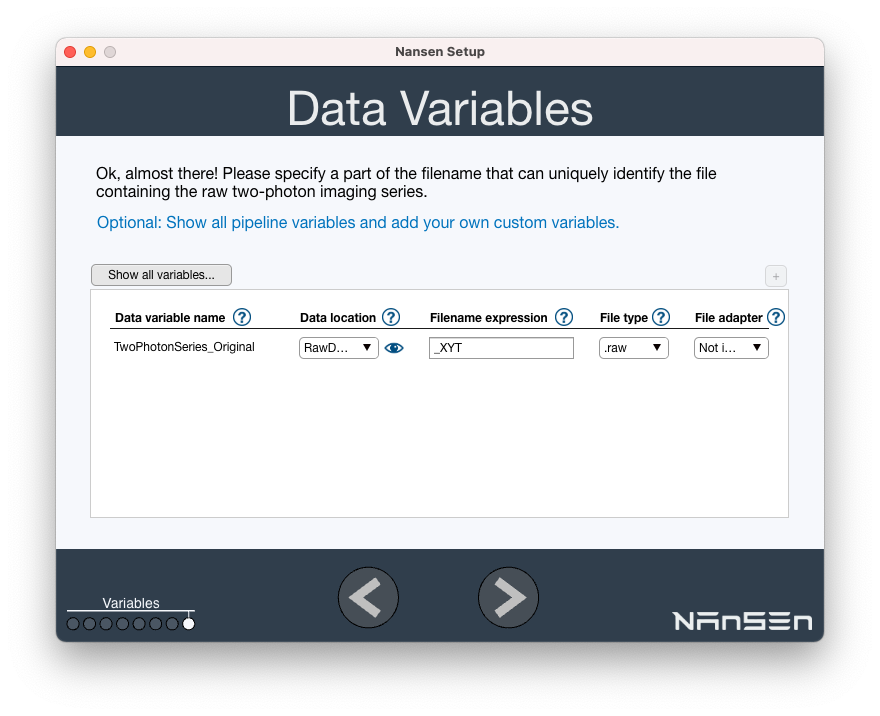 Nansen Setup
Data Variables
Ok, almost there! Please specify a part of the filename that can uniquely identify the file
containing the raw two-photon imaging series.
Optional: Show all pipeline variables and add your own custom variables.
Show all variables... +
Data variable name ? Data location ? Filename expression ? File type ? File adapter ?
TwoPhotonSeries_Original RawD... ▼ _XYT .raw ▼ Not i... ▼
Variables
NANSEN